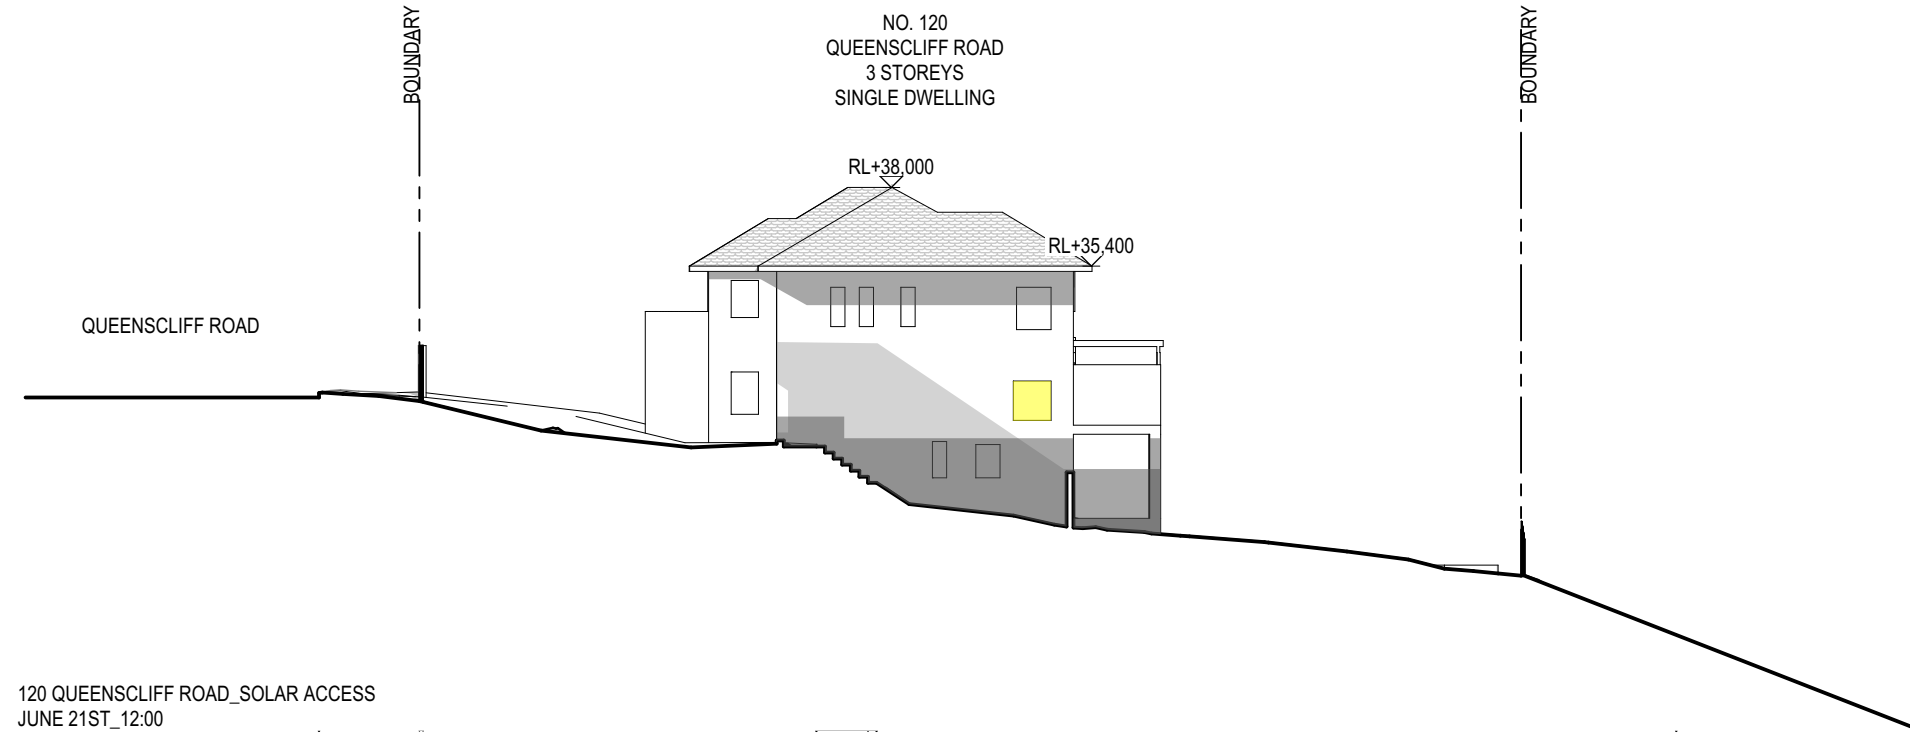 BOUNDARY
NO. 120
QUEENSCLIFF ROAD
3 STOREYS
SINGLE DWELLING
BOUNDARY
RL+38,000
RL+35,400
QUEENSCLIFF ROAD
120 QUEENSCLIFF ROAD_SOLAR ACCESS
JUNE 21ST_12:00